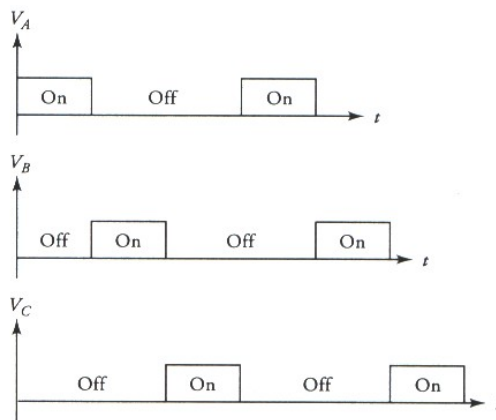 V_A
On Off On
t
V_B
Off On Off On
t
V_C
Off On Off On